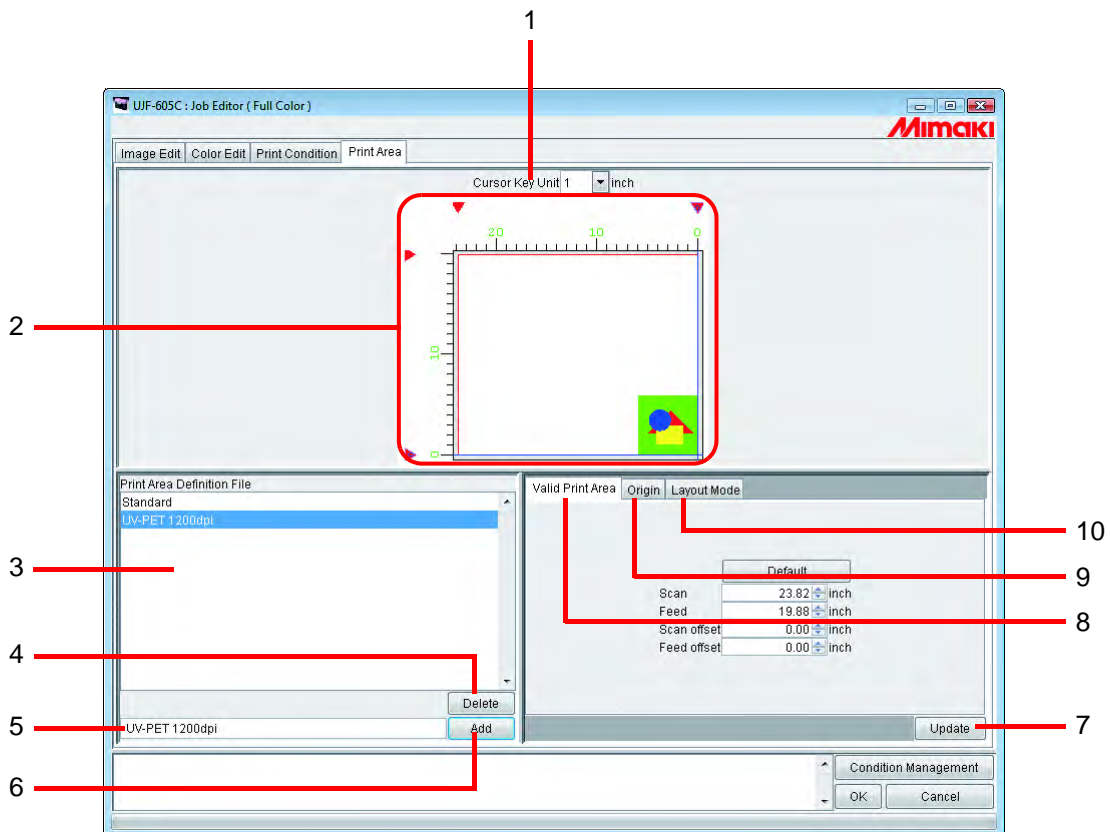 1
UJF-605C : Job Editor ( Full Color )
Mimaki
Image Edit Color Edit Print Condition Print Area
Cursor Key Unit 1 inch
20 10 0
2
10
0
Print Area Definition File
Standard
UV-PET 1200dpi
Valid Print Area Origin Layout Mode
10
3
Default
9
Scan 23.82 inch
Feed 19.88 inch
8
Scan offset 0.00 inch
Feed offset 0.00 inch
4
Delete
5
UV-PET 1200dpi
Add
Update
7
6
Condition Management
OK Cancel